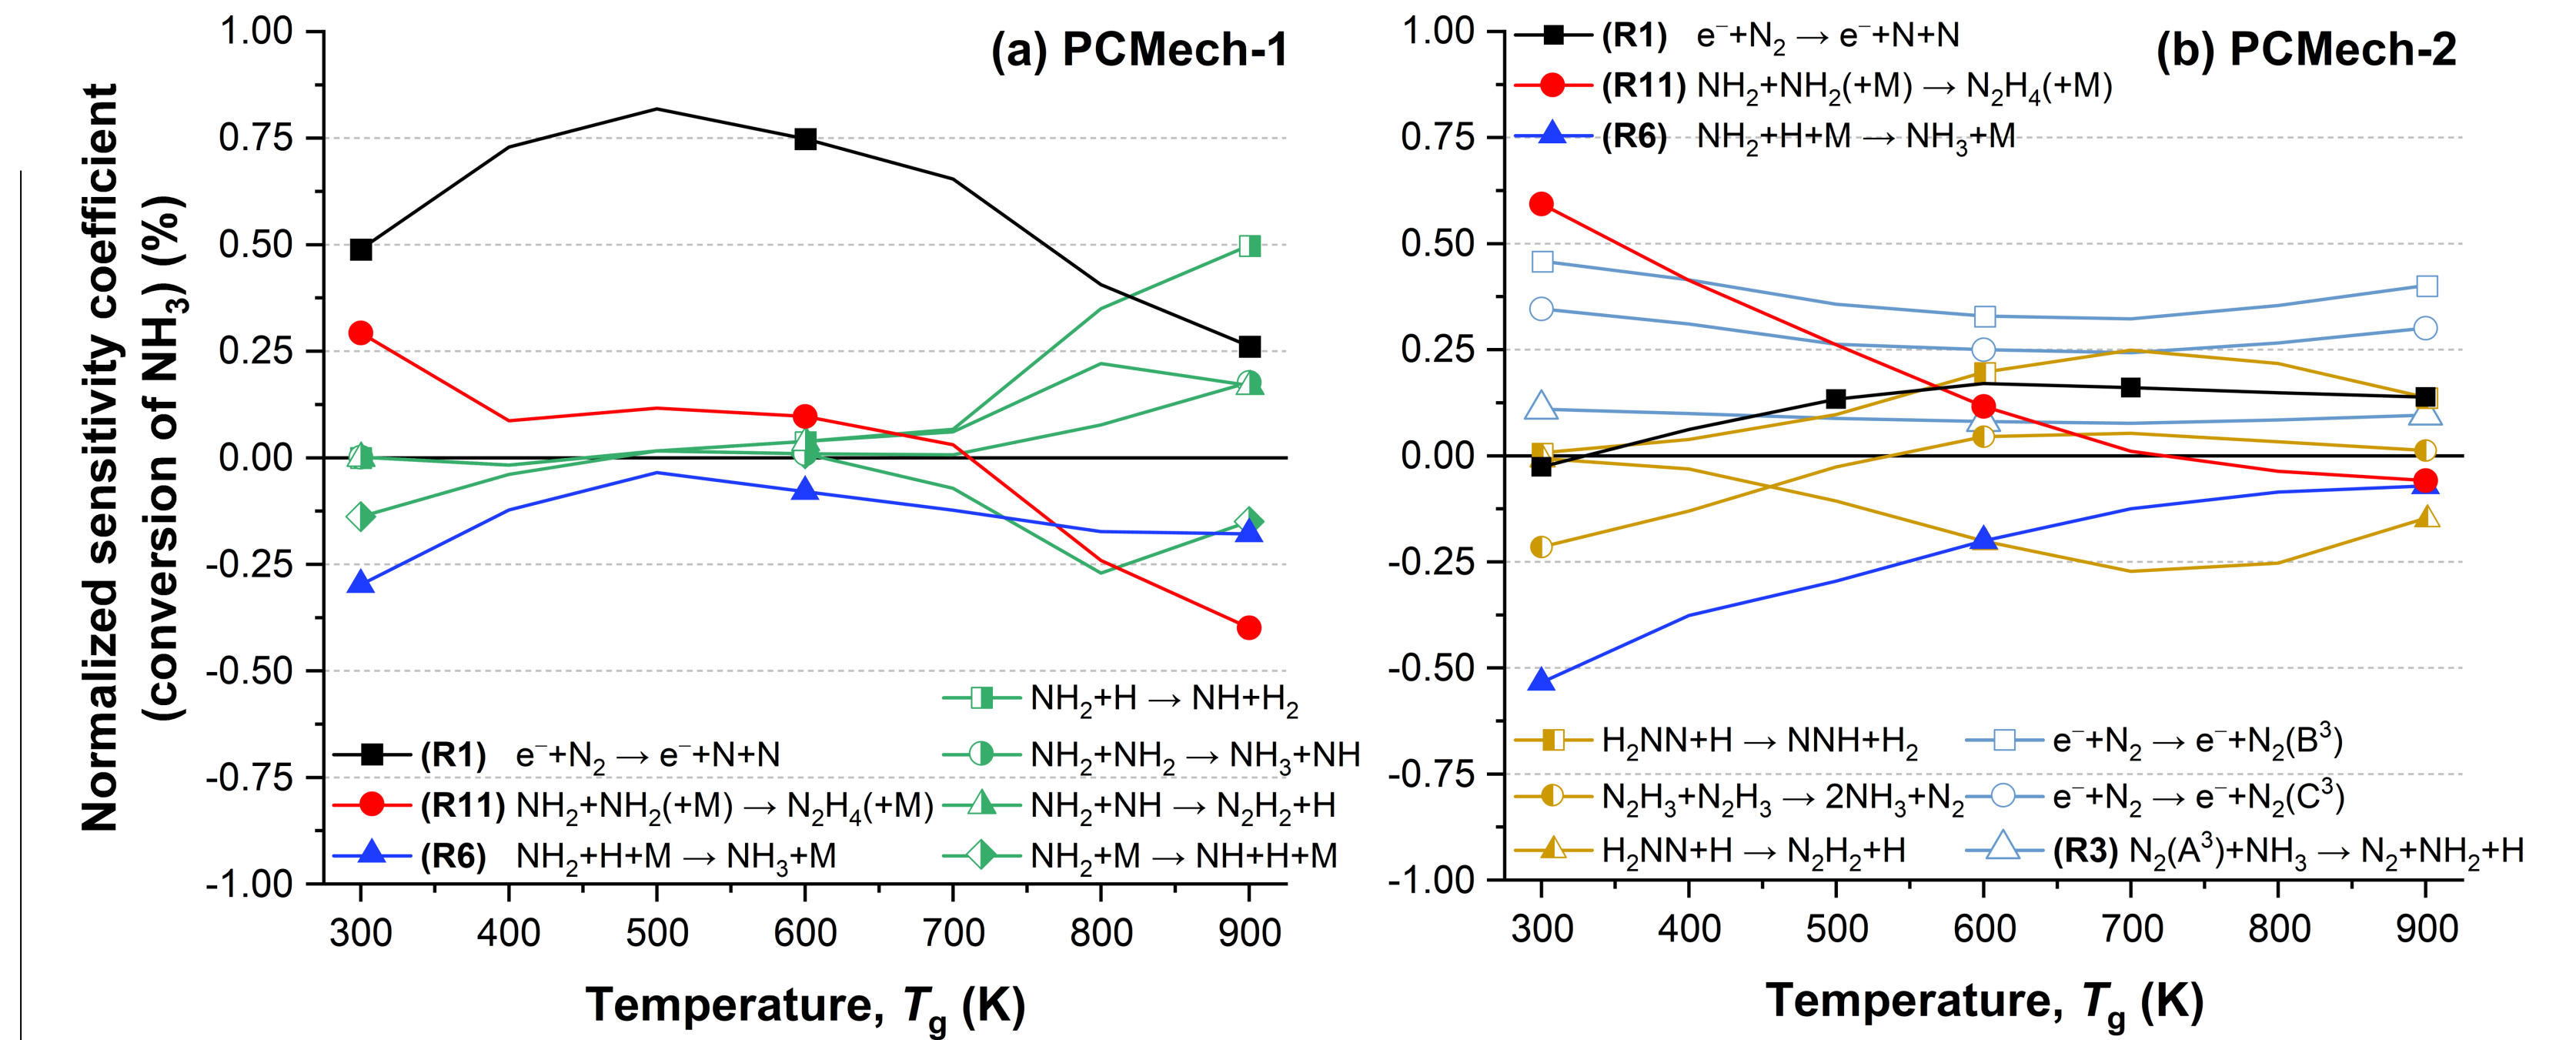 Normalized sensitivity coefficient
(conversion of NH₃) (%)
(a) PCMech-1
1.00
0.75
0.50
0.25
0.00
-0.25
-0.50
-0.75
-1.00
(R1) e⁻+N₂ → e⁻+N+N
(R11) NH₂+NH₂(+M) → N₂H₄(+M)
(R6) NH₂+H+M → NH₃+M
NH₂+H → NH+H₂
NH₂+NH₂ → NH₃+NH
NH₂+NH → N₂H₂+H
NH₂+M → NH+H+M
300 400 500 600 700 800 900
Temperature, Tg (K)
(b) PCMech-2
1.00
0.75
0.50
0.25
0.00
-0.25
-0.50
-0.75
-1.00
(R1) e⁻+N₂ → e⁻+N+N
(R11) NH₂+NH₂(+M) → N₂H₄(+M)
(R6) NH₂+H+M → NH₃+M
H₂NN+H → NNH+H₂
N₂H₃+N₂H₃ → 2NH₃+N₂
H₂NN+H → N₂H₂+H
e⁻+N₂ → e⁻+N₂(B³)
e⁻+N₂ → e⁻+N₂(C³)
(R3) N₂(A³)+NH₃ → N₂+NH₂+H
300 400 500 600 700 800 900
Temperature, Tg (K)